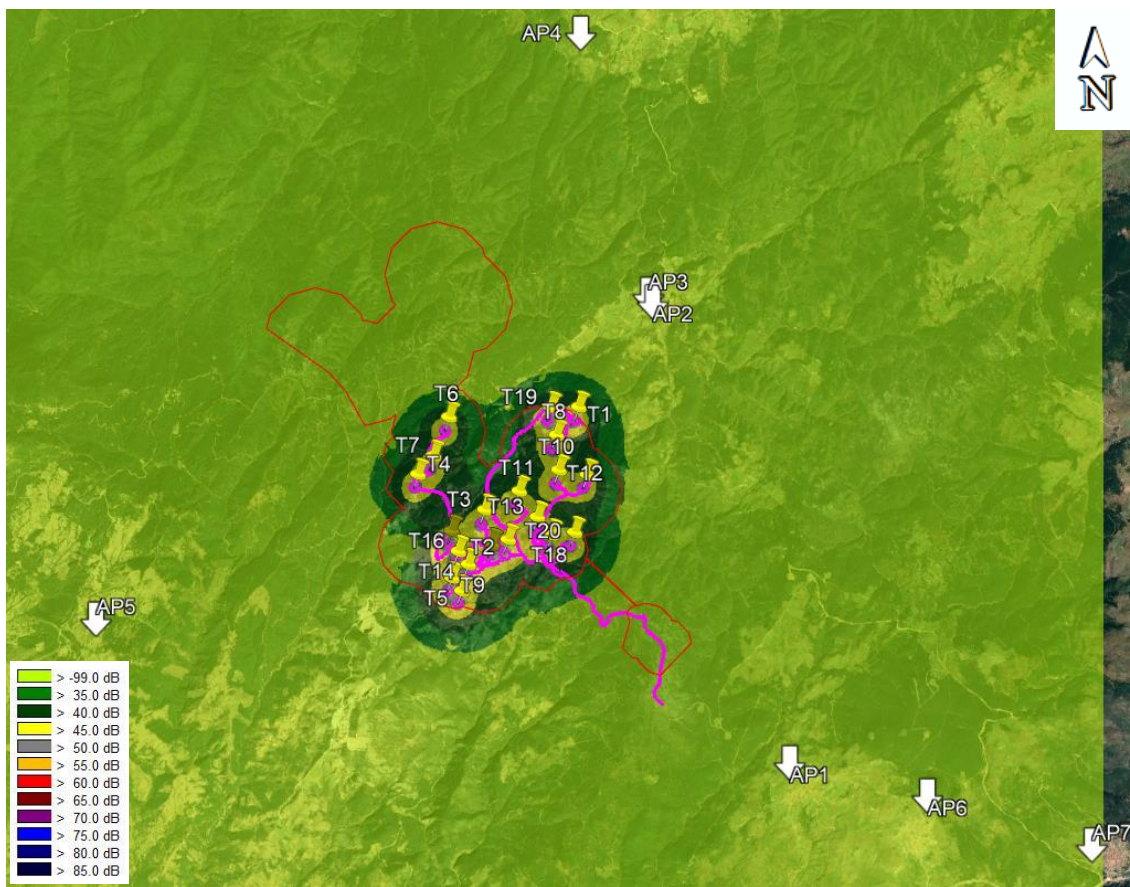 AP4
N
AP3
AP2
T6
T19
T8
T1
T10
T7
T4
T11
T12
T3
T13
T20
T16
T2
T18
T14
T9
T5
AP5
AP1
AP6
AP7
> -99.0 dB
> 35.0 dB
> 40.0 dB
> 45.0 dB
> 50.0 dB
> 55.0 dB
> 60.0 dB
> 65.0 dB
> 70.0 dB
> 75.0 dB
> 80.0 dB
> 85.0 dB